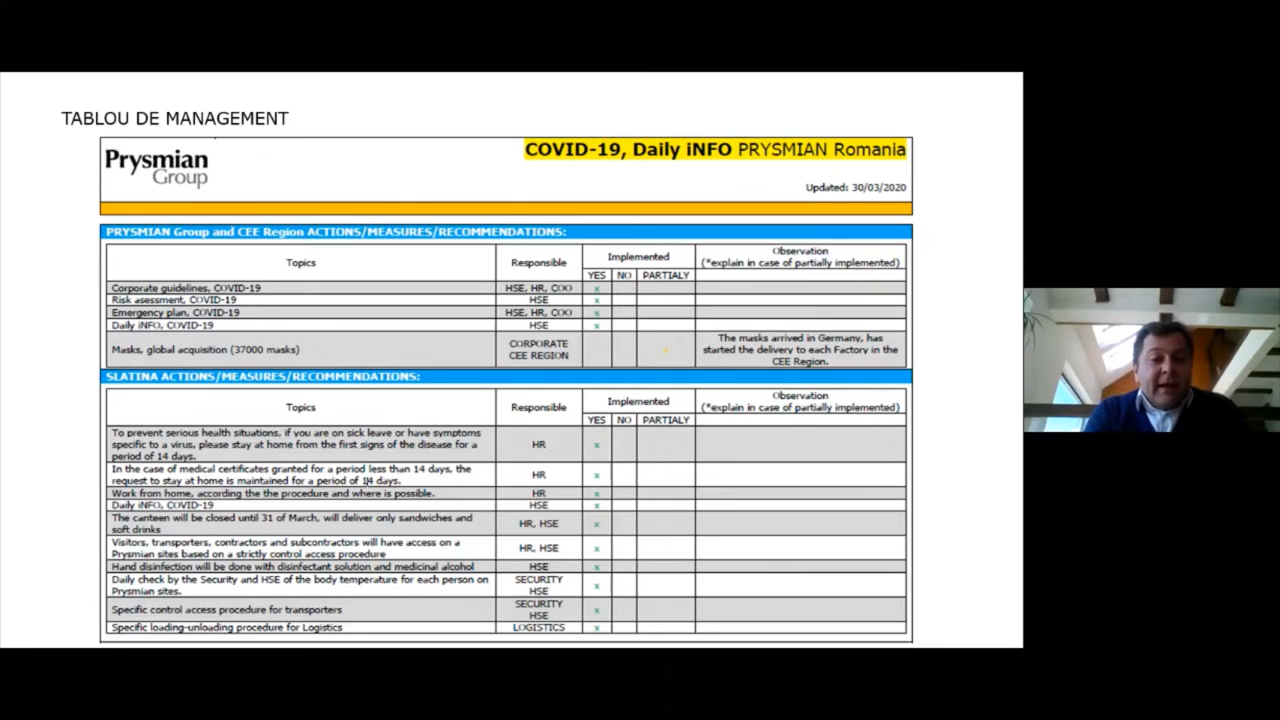 TABLOU DE MANAGEMENT
Prysmian
Group
COVID-19, Daily iNFO PRYSMIAN Romania
Updated: 30/03/2020
PRYSMIAN Group and CEE Region ACTIONS/MEASURES/RECOMMENDATIONS:
Topics
Responsible
Implemented
Observation
(*explain in case of partially implemented)
YES NO PARTIALY
Corporate guidelines, COVID-19 HSE, HR, COO x
Risk asessment, COVID-19 HSE x
Emergency plan, COVID-19 HSE, HR, COO x
Daily iNFO, COVID-19 HSE x
Masks, global acquisition (37000 masks)
CORPORATE
CEE REGION
The masks arrived in Germany, has
started the delivery to each Factory in the
CEE Region.
SLATINA ACTIONS/MEASURES/RECOMMENDATIONS:
Topics
Responsible
Implemented
Observation
(*explain in case of partially implemented)
YES NO PARTIALY
To prevent serious health situations, if you are on sick leave or have symptoms
specific to a virus, please stay at home from the first signs of the disease for a
period of 14 days.
HR x
In the case of medical certificates granted for a period less than 14 days, the
request to stay at home is maintained for a period of 14 days.
HR x
Work from home, according the the procedure and where is possible. HR x
Daily iNFO, COVID-19 HSE x
The canteen will be closed until 31 of March, will deliver only sandwiches and
soft drinks
HR, HSE x
Visitors, transporters, contractors and subcontractors will have access on a
Prysmian sites based on a strictly control access procedure
HR, HSE x
Hand disinfection will be done with disinfectant solution and medicinal alcohol HSE x
Daily check by the Security and HSE of the body temperature for each person on
Prysmian sites.
SECURITY
HSE
x
Specific control access procedure for transporters
SECURITY
HSE
x
Specific loading-unloading procedure for Logistics LOGISTICS x